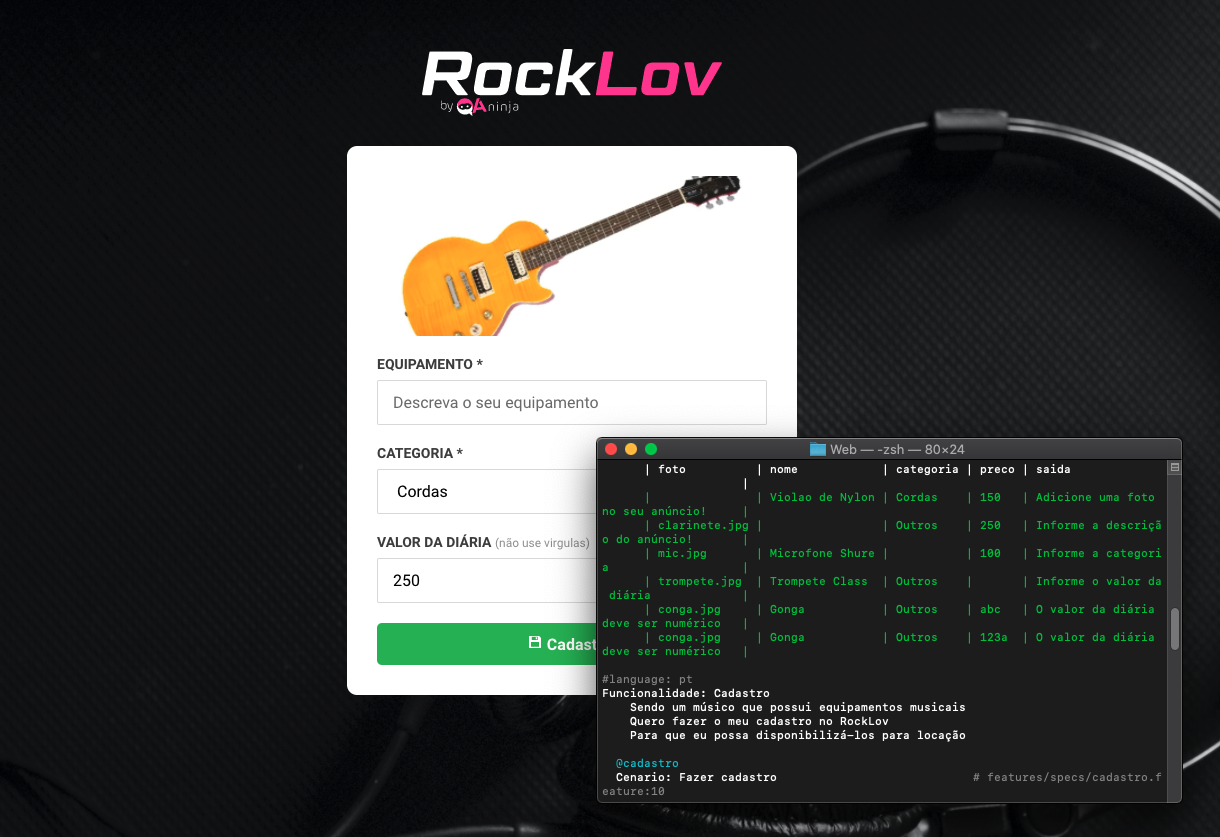 RockLov
by QAninja
EQUIPAMENTO *
Descreva o seu equipamento
CATEGORIA *
Cordas
VALOR DA DIÁRIA (não use virgulas)
250
Cadast
Web — -zsh — 80×24
| foto | nome | categoria | preco | saida
|
| | Violao de Nylon | Cordas | 150 | Adicione uma foto
no seu anúncio! |
| clarinete.jpg | | Outros | 250 | Informe a descriçã
o do anúncio! |
| mic.jpg | Microfone Shure | | 100 | Informe a categori
a |
| trompete.jpg | Trompete Class | Outros | | Informe o valor da
diária |
| conga.jpg | Gonga | Outros | abc | O valor da diária
deve ser numérico |
| conga.jpg | Gonga | Outros | 123a | O valor da diária
deve ser numérico |
#language: pt
Funcionalidade: Cadastro
Sendo um músico que possui equipamentos musicais
Quero fazer o meu cadastro no RockLov
Para que eu possa disponibilizá-los para locação
@cadastro
Cenario: Fazer cadastro # features/specs/cadastro.f
eature:10